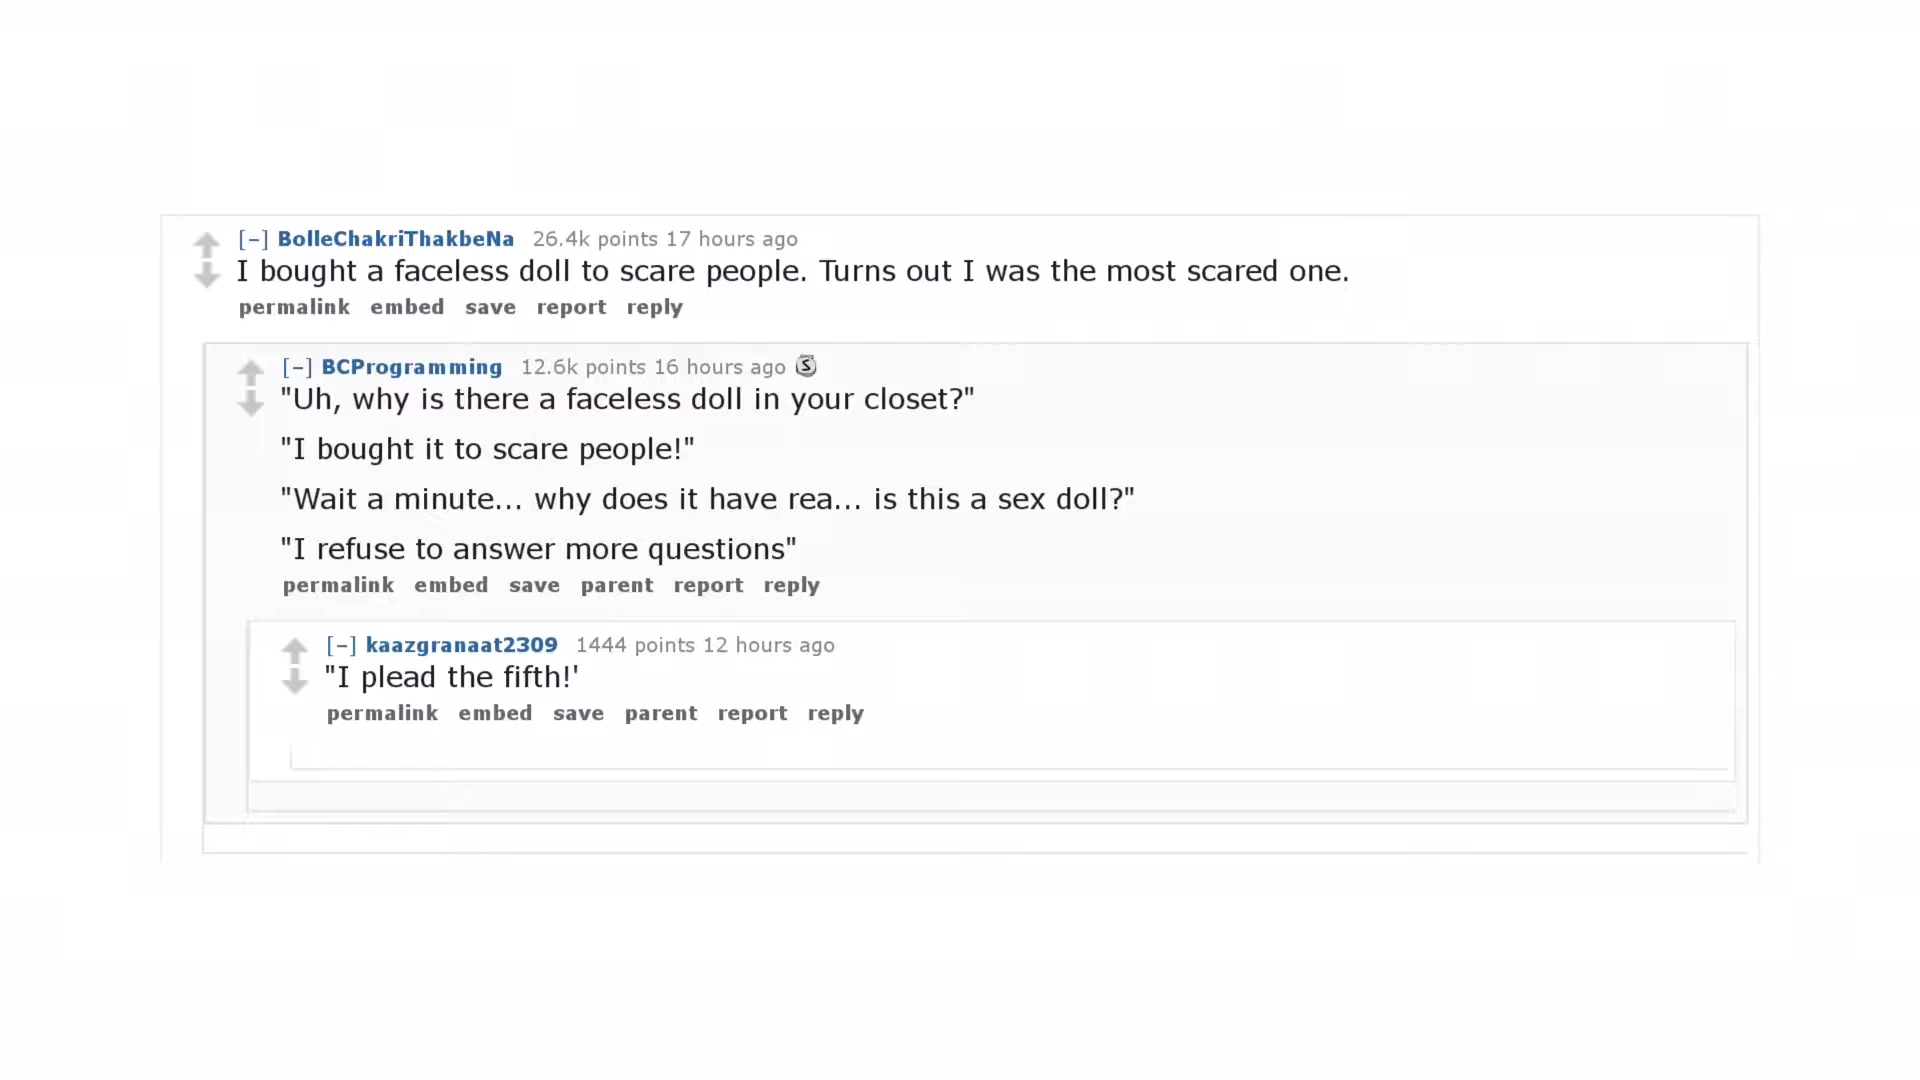 [–] BolleChakriThakbeNa 26.4k points 17 hours ago
I bought a faceless doll to scare people. Turns out I was the most scared one.
permalink embed save report reply
[–] BCProgramming 12.6k points 16 hours ago S
"Uh, why is there a faceless doll in your closet?"
"I bought it to scare people!"
"Wait a minute... why does it have rea... is this a sex doll?"
"I refuse to answer more questions"
permalink embed save parent report reply
[–] kaazgranaat2309 1444 points 12 hours ago
"I plead the fifth!'
permalink embed save parent report reply